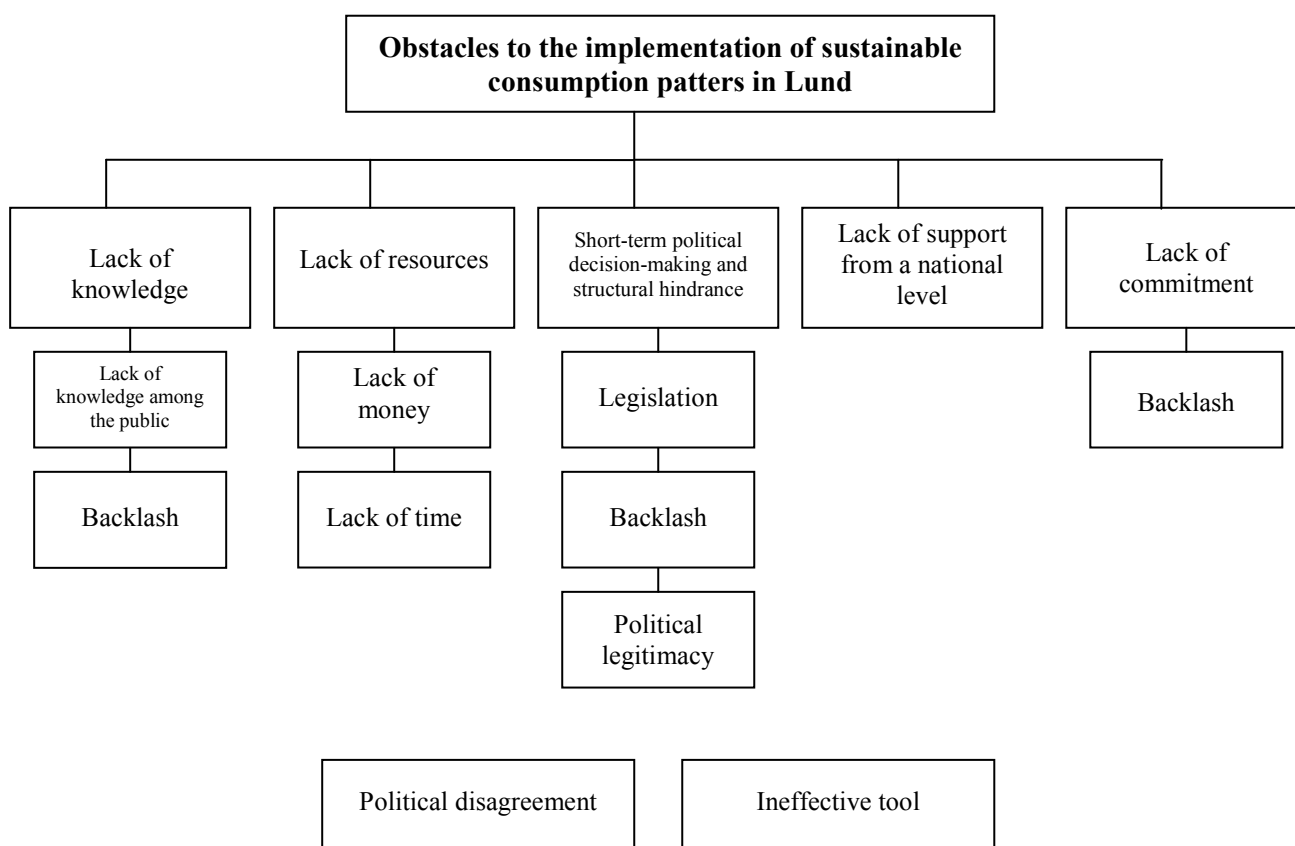 Obstacles to the implementation of sustainable
consumption patters in Lund
Lack of
knowledge
Lack of resources
Short-term political
decision-making and
structural hindrance
Lack of support
from a national
level
Lack of
commitment
Lack of
knowledge among
the public
Lack of
money
Legislation
Backlash
Backlash
Lack of time
Backlash
Political
legitimacy
Political disagreement
Ineffective tool